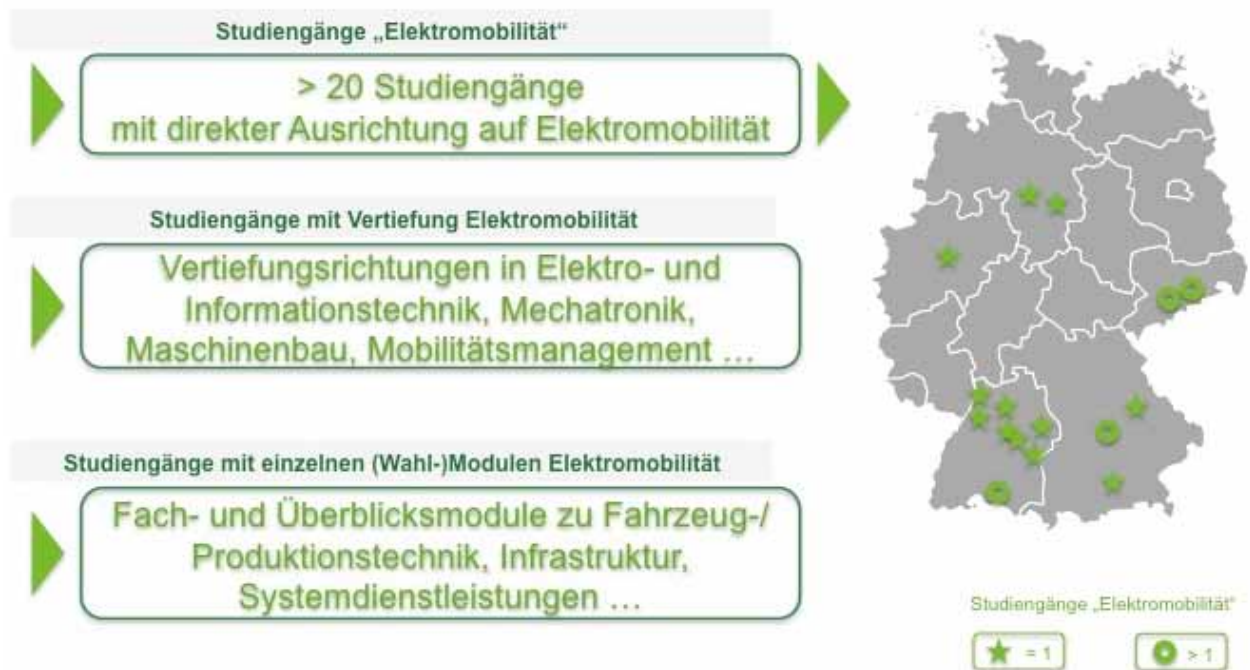 Studiengänge „Elektromobilität“
> 20 Studiengänge
mit direkter Ausrichtung auf Elektromobilität
Studiengänge mit Vertiefung Elektromobilität
Vertiefungsrichtungen in Elektro- und
Informationstechnik, Mechatronik,
Maschinenbau, Mobilitätsmanagement ...
Studiengänge mit einzelnen (Wahl-)Modulen Elektromobilität
Fach- und Überblicksmodule zu Fahrzeug-/
Produktionstechnik, Infrastruktur,
Systemdienstleistungen ...
Studiengänge „Elektromobilität“
= 1
> 1